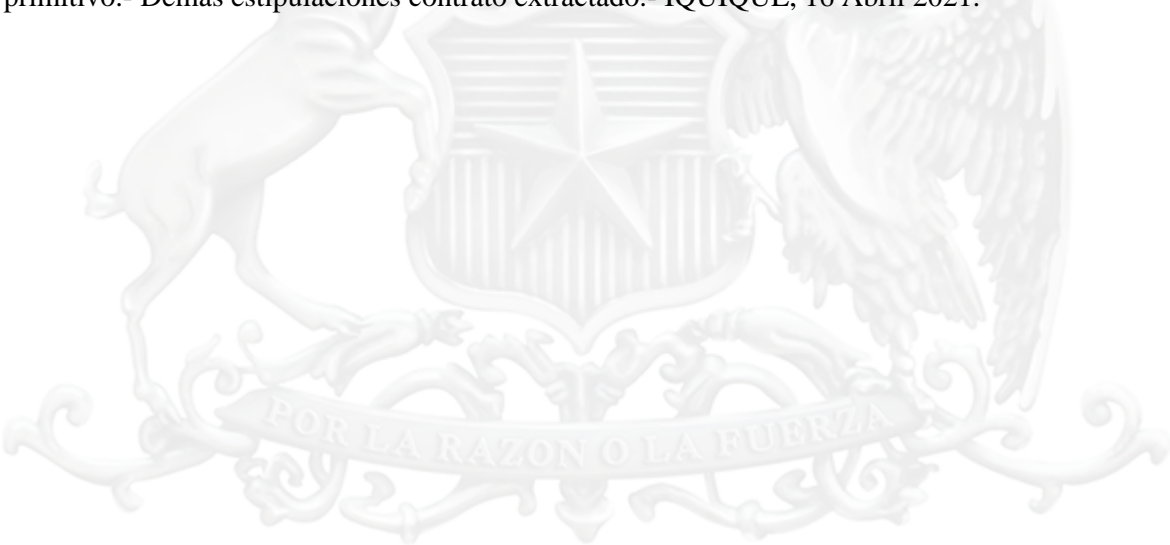 primitivo.- Demás estipulaciones contrato extractado.- IQUIQUE, 16 Abril 2021.
POR LA RAZON O LA FUERZA